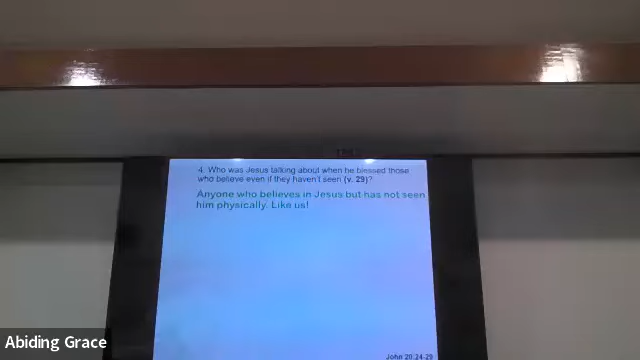 4. Who was Jesus talking about when he blessed those
who believe even if they haven't seen (v. 29)?
Anyone who believes in Jesus but has not seen
him physically. Like us!
John 20:24-29
Abiding Grace